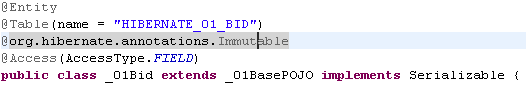 @Entity
@Table(name = "HIBERNATE_01_BID")
@org.hibernate.annotations.Immutable
@Access(AccessType.FIELD)
public class _01Bid extends _01BasePOJO implements Serializable {